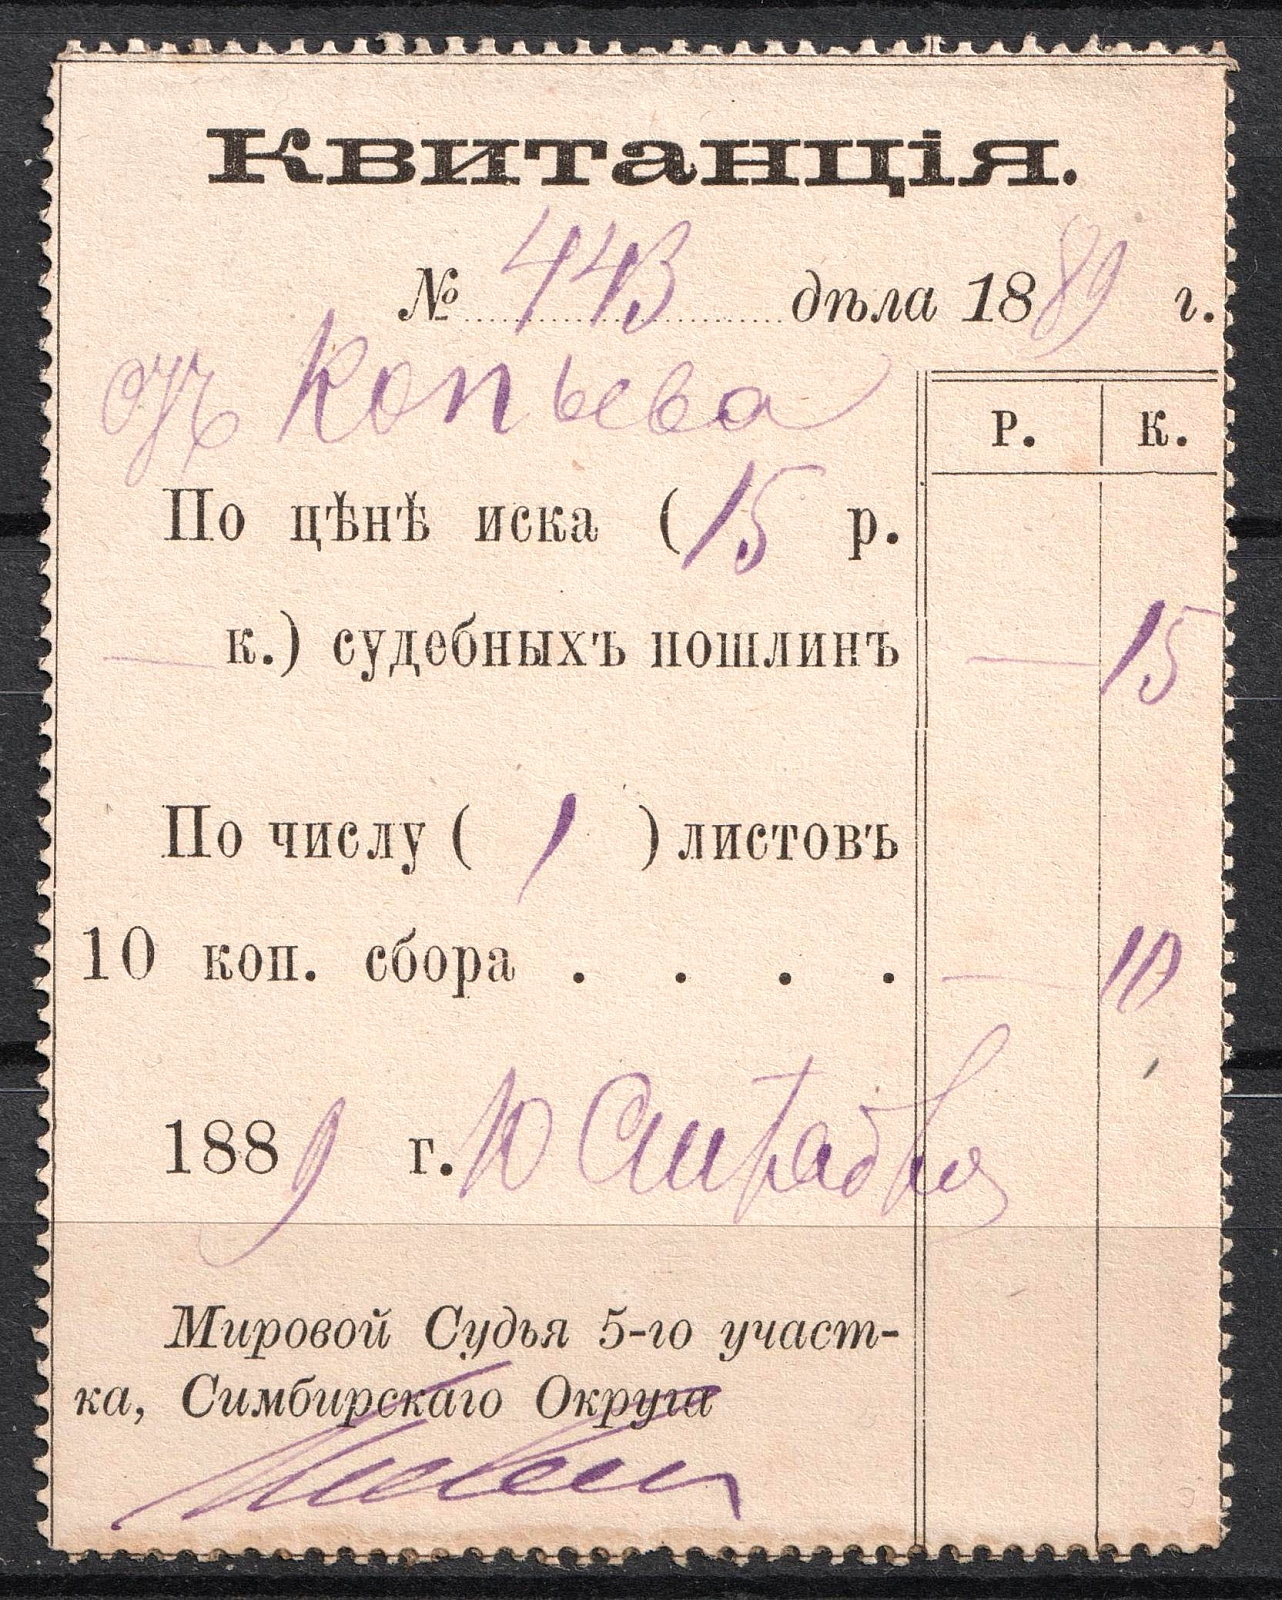 Квитанція.
№ 443 дѣла 1889 г.
отъ Копьева
Р. К.
По цѣне иска (15 р.
— к.) судебныхъ пошлинъ — 15
По числу ( 1 ) листовъ
10 коп. сбора . . . . — 10
1889 г. 10 Октября
Мировой Судья 5-го участ-
ка, Симбирскаго Округа